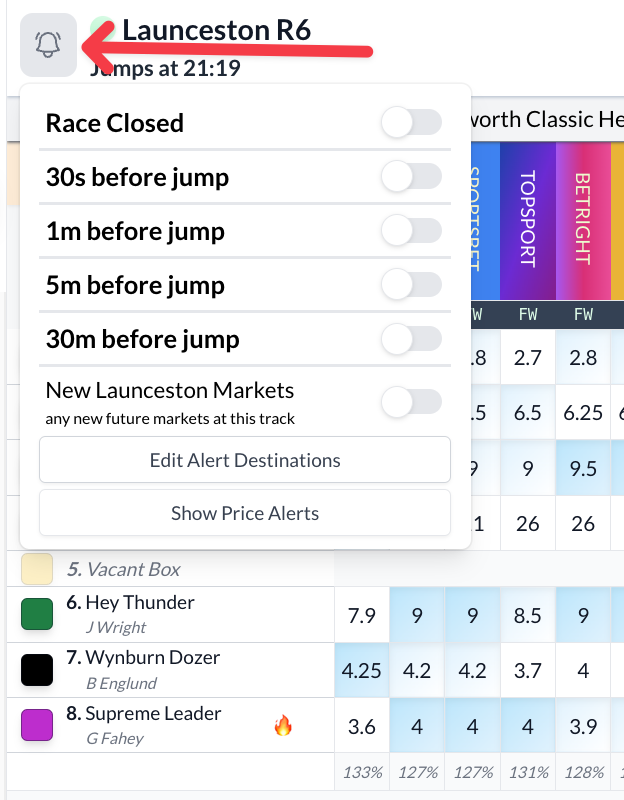 Launceston R6
Jumps at 21:19
worth Classic He
Race Closed
30s before jump
1m before jump
5m before jump
30m before jump
New Launceston Markets
any new future markets at this track
Edit Alert Destinations
Show Price Alerts
SPORTSBET TOPSPORT BETRIGHT
W FW FW
.8 2.7 2.8
.5 6.5 6.25 6
9 9 9.5
1 26 26
5. Vacant Box
6. Hey Thunder 7.9 9 9 8.5 9
J Wright
7. Wynburn Dozer 4.25 4.2 4.2 3.7 4
B Englund
8. Supreme Leader 3.6 4 4 4 3.9
G Fahey
133% 127% 127% 131% 128% 1